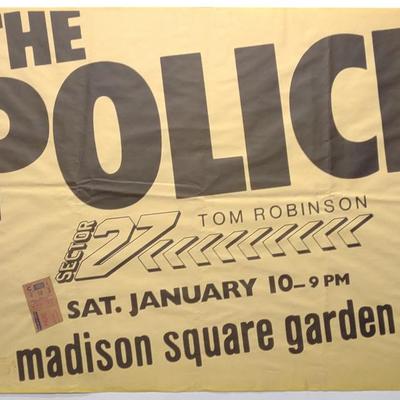 THE
POLICE
TOM ROBINSON
SECTOR 27
SAT. JANUARY 10-9 PM
madison square garden